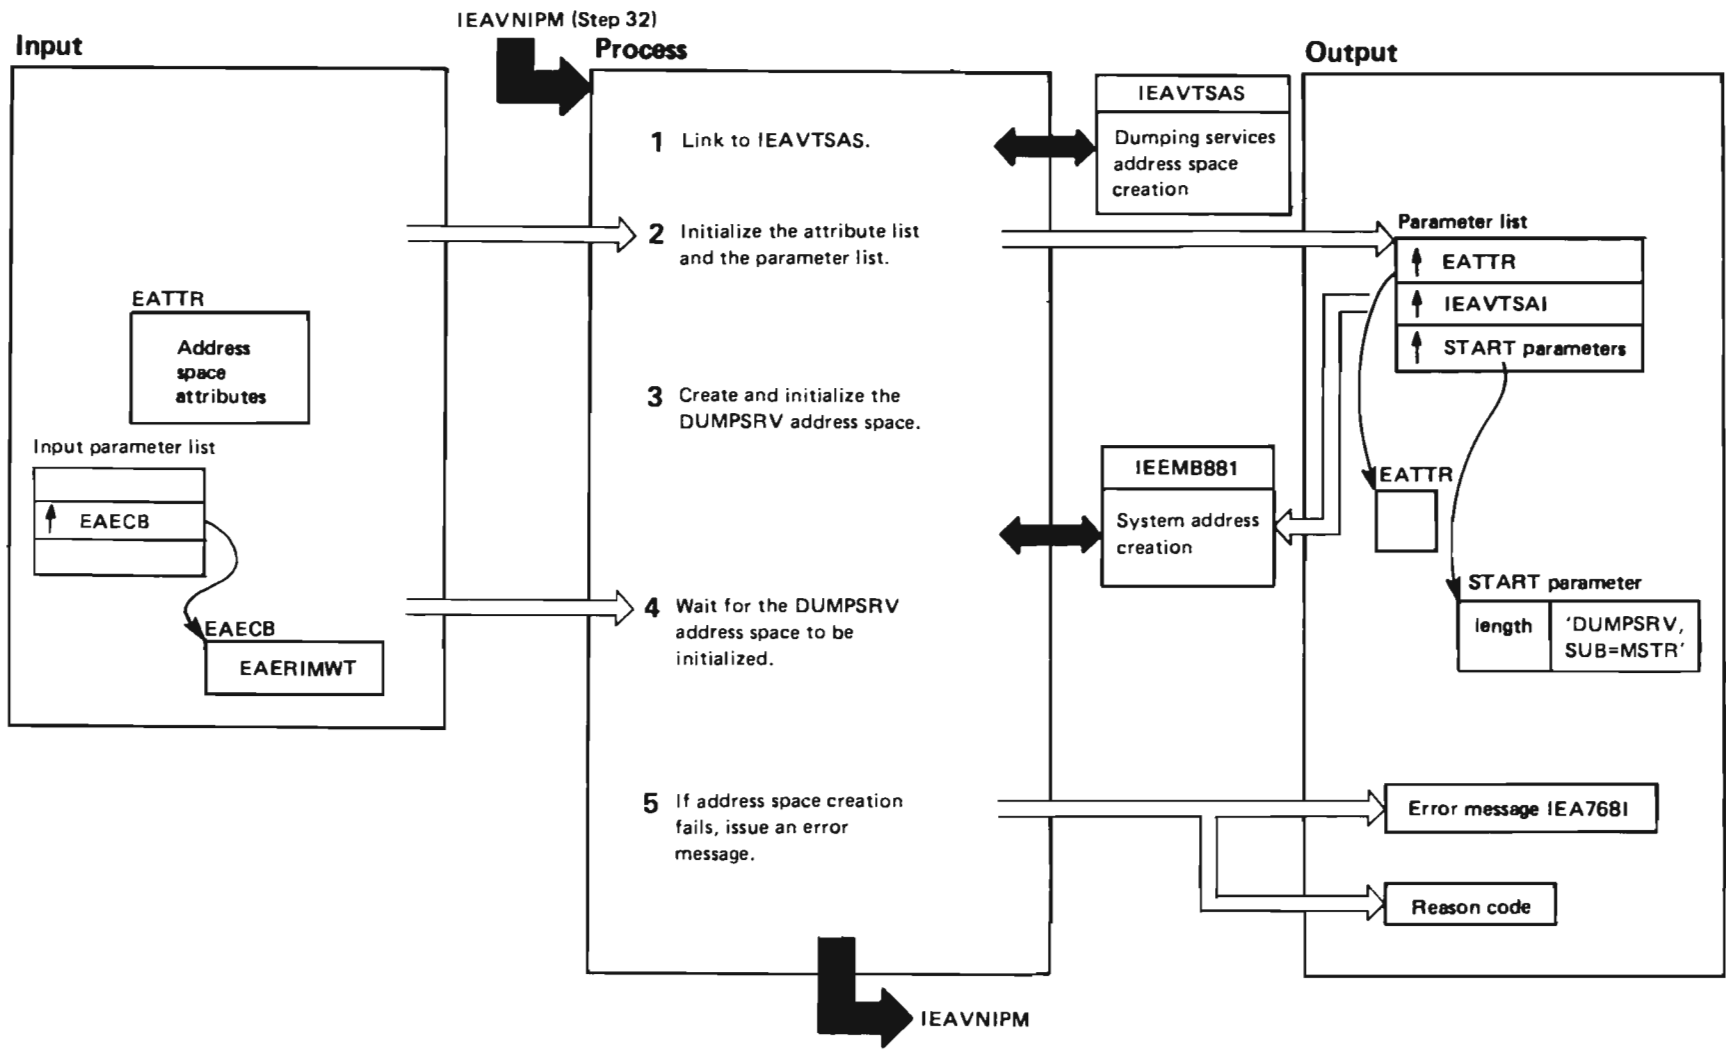 IEAVNIPM (Step 32)
Input
Process
Output
EATTR
Address
space
attributes
Input parameter list
EAECB
EAECB
EAERIMWT
1 Link to IEAVTSAS.
2 Initialize the attribute list
and the parameter list.
3 Create and initialize the
DUMPSRV address space.
4 Wait for the DUMPSRV
address space to be
initialized.
5 If address space creation
fails, issue an error
message.
IEAVNIPM
IEAVTSAS
Dumping services
address space
creation
IEEMB881
System address
creation
Parameter list
EATTR
IEAVTSAI
START parameters
EATTR
START parameter
length
'DUMPSRV,
SUB=MSTR'
Error message IEA768I
Reason code